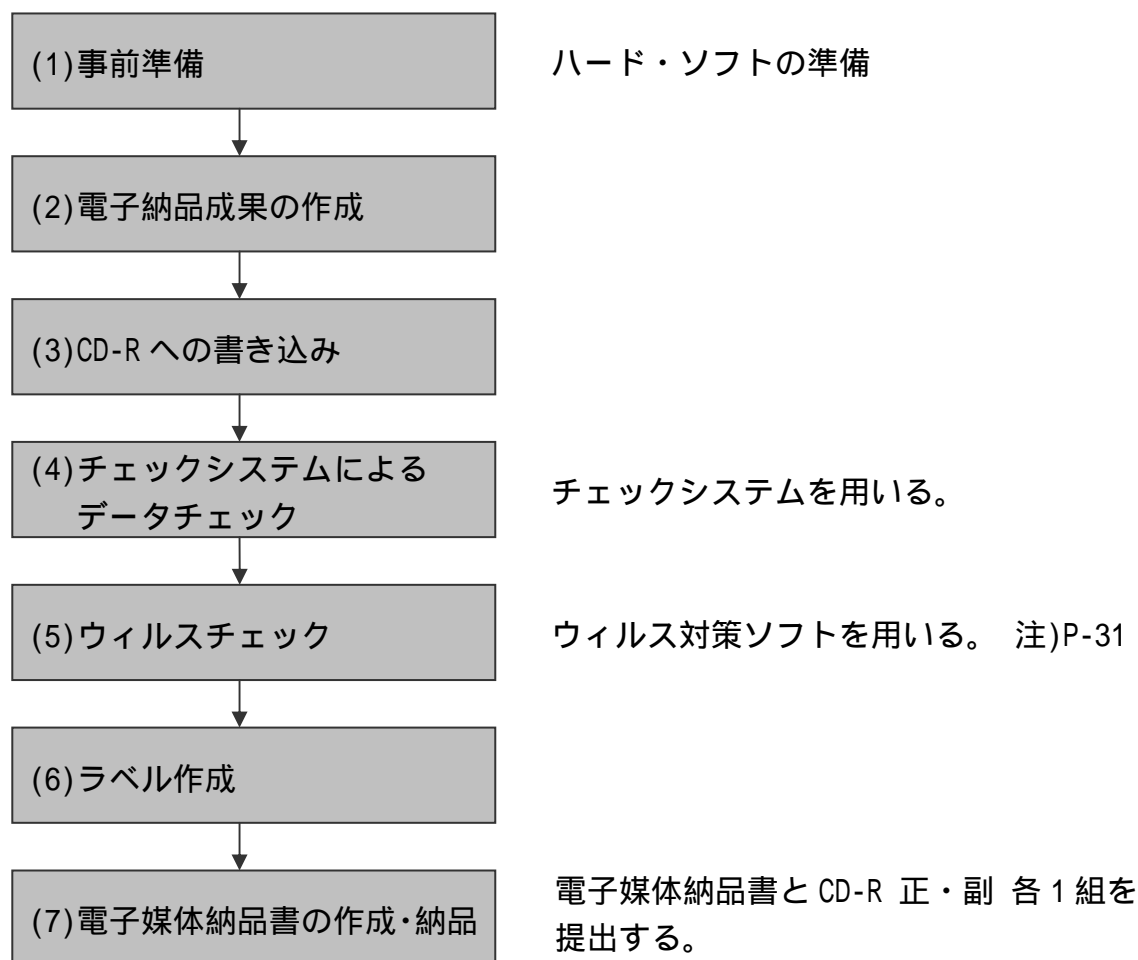 (1)事前準備
ハード・ソフトの準備
(2)電子納品成果の作成
(3)CD-R への書き込み
(4)チェックシステムによる
データチェック
チェックシステムを用いる。
(5)ウィルスチェック
ウィルス対策ソフトを用いる。 注)P-31
(6)ラベル作成
(7)電子媒体納品書の作成・納品
電子媒体納品書と CD-R 正・副 各 1 組を
提出する。